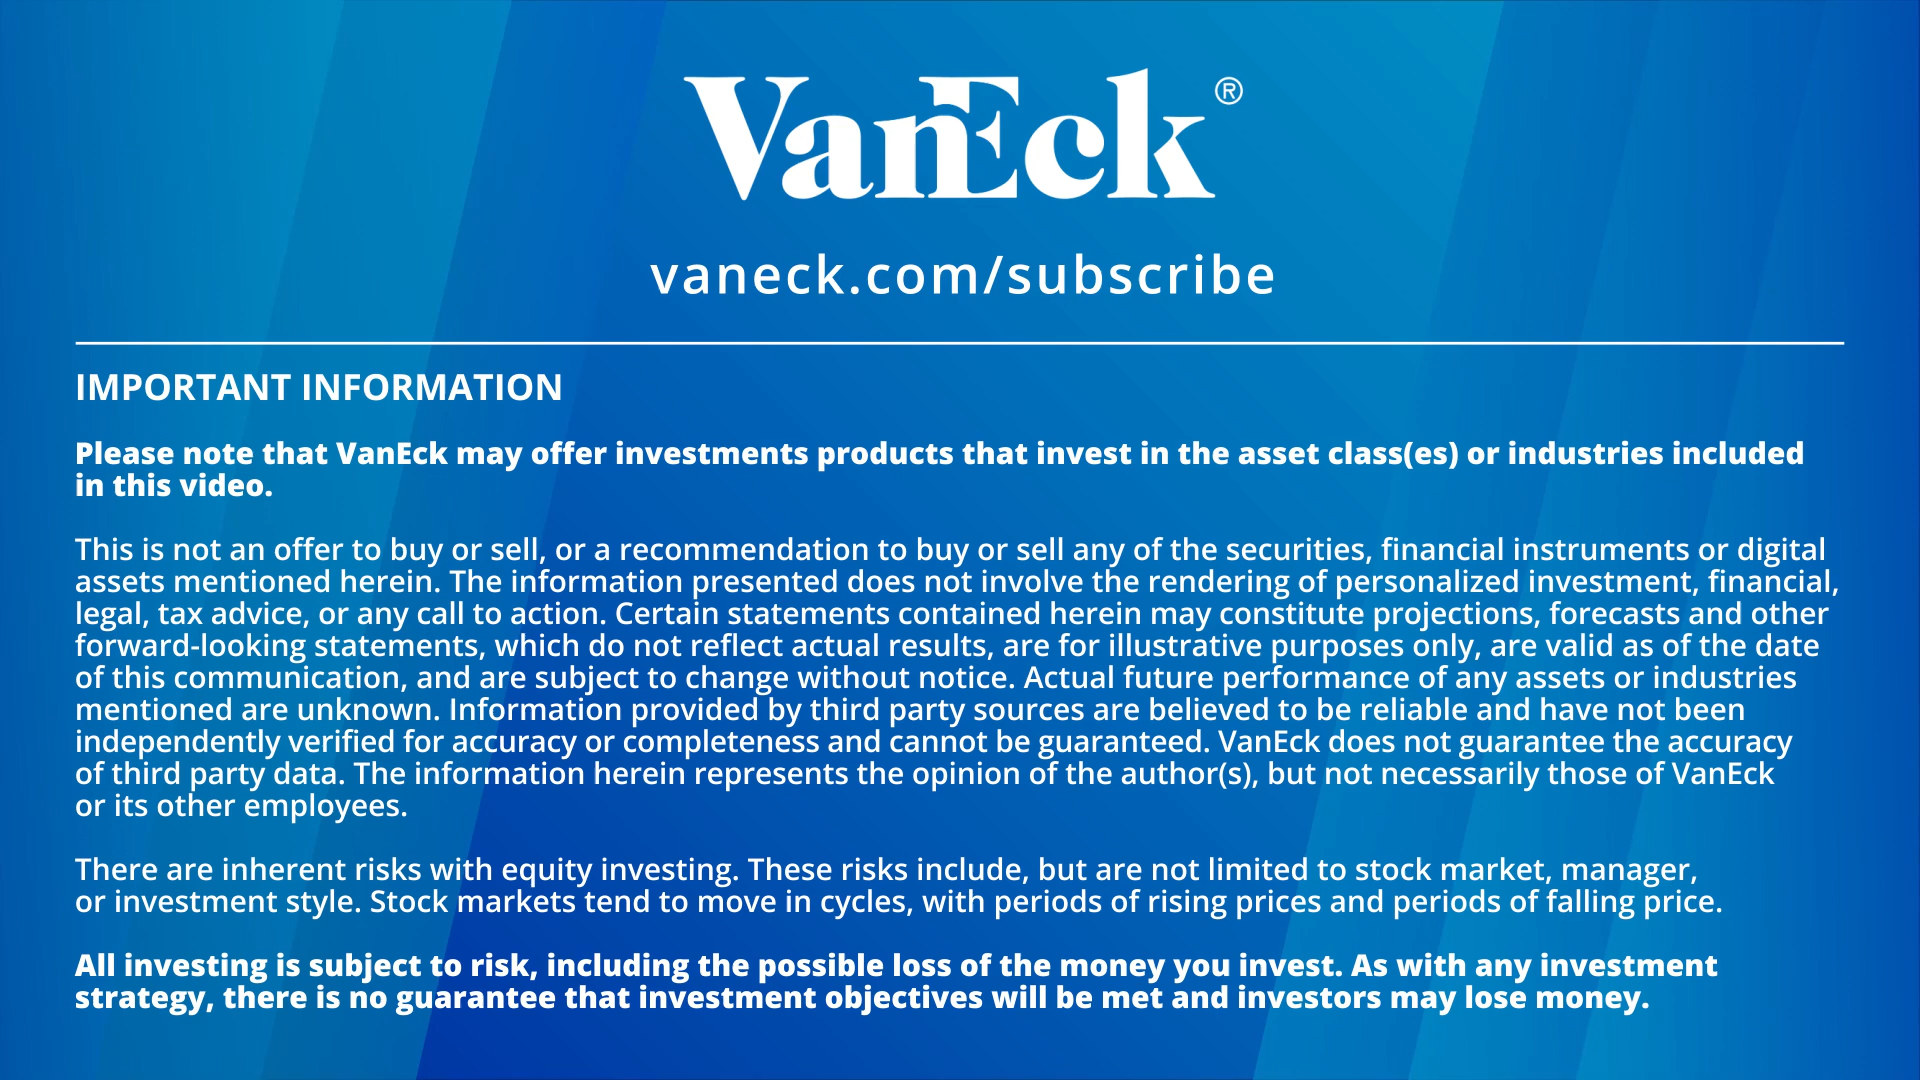 VanEck®
vaneck.com/subscribe
IMPORTANT INFORMATION
Please note that VanEck may offer investments products that invest in the asset class(es) or industries included
in this video.
This is not an offer to buy or sell, or a recommendation to buy or sell any of the securities, financial instruments or digital
assets mentioned herein. The information presented does not involve the rendering of personalized investment, financial,
legal, tax advice, or any call to action. Certain statements contained herein may constitute projections, forecasts and other
forward-looking statements, which do not reflect actual results, are for illustrative purposes only, are valid as of the date
of this communication, and are subject to change without notice. Actual future performance of any assets or industries
mentioned are unknown. Information provided by third party sources are believed to be reliable and have not been
independently verified for accuracy or completeness and cannot be guaranteed. VanEck does not guarantee the accuracy
of third party data. The information herein represents the opinion of the author(s), but not necessarily those of VanEck
or its other employees.
There are inherent risks with equity investing. These risks include, but are not limited to stock market, manager,
or investment style. Stock markets tend to move in cycles, with periods of rising prices and periods of falling price.
All investing is subject to risk, including the possible loss of the money you invest. As with any investment
strategy, there is no guarantee that investment objectives will be met and investors may lose money.